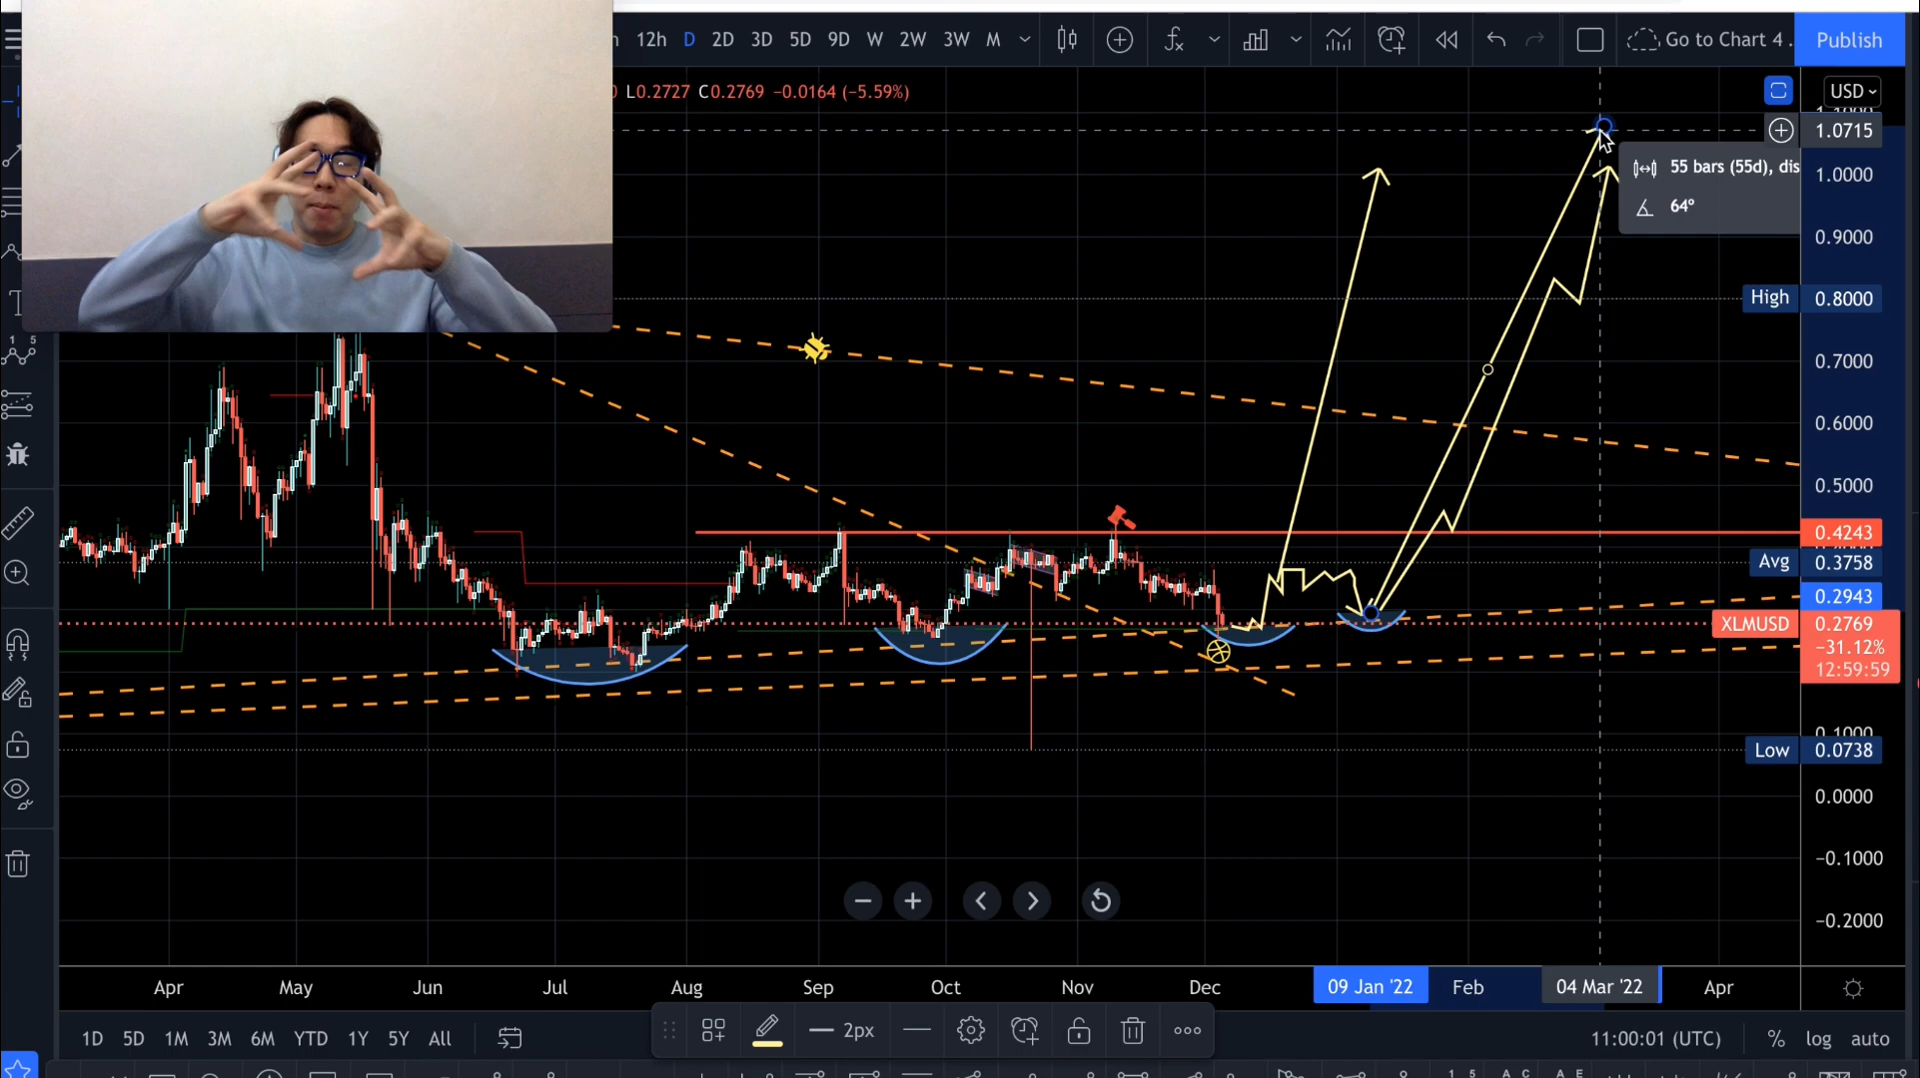 12h D 2D 3D 5D 9D W 2W 3W M Go to Chart 4 . Publish
L0.2727 C0.2769 −0.0164 (−5.59%)
USD
1.0715
55 bars (55d), dis
1.0000
64°
0.9000
High 0.8000
1 5
0.7000
0.6000
0.5000
0.4243
Avg 0.3758
0.2943
XLMUSD 0.2769
−31.12%
12:59:59
0.1000
Low 0.0738
0.0000
−0.1000
−0.2000
Apr May Jun Jul Aug Sep Oct Nov Dec 09 Jan '22 Feb 04 Mar '22 Apr
1D 5D 1M 3M 6M YTD 1Y 5Y All 2px 11:00:01 (UTC) % log auto